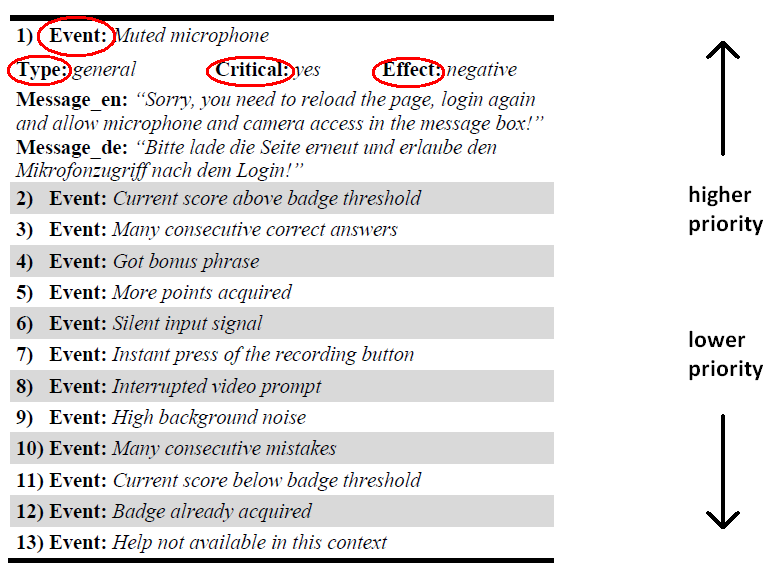 1) Event: Muted microphone
Type: general Critical: yes Effect: negative
Message_en: “Sorry, you need to reload the page, login again
and allow microphone and camera access in the message box!”
Message_de: “Bitte lade die Seite erneut und erlaube den
Mikrofonzugriff nach dem Login!”
2) Event: Current score above badge threshold
3) Event: Many consecutive correct answers
4) Event: Got bonus phrase
5) Event: More points acquired
6) Event: Silent input signal
7) Event: Instant press of the recording button
8) Event: Interrupted video prompt
9) Event: High background noise
10) Event: Many consecutive mistakes
11) Event: Current score below badge threshold
12) Event: Badge already acquired
13) Event: Help not available in this context
higher
priority
lower
priority